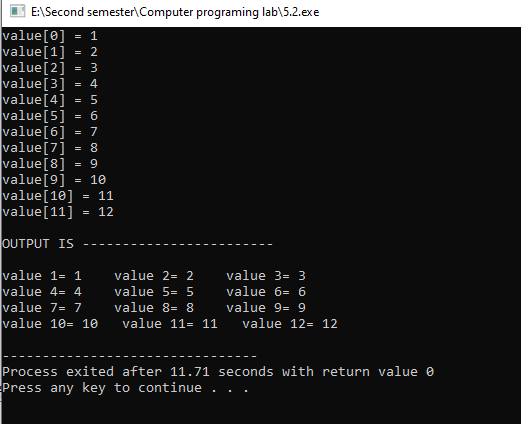 E:\Second semester\Computer programing lab\5.2.exe
value[0] = 1
value[1] = 2
value[2] = 3
value[3] = 4
value[4] = 5
value[5] = 6
value[6] = 7
value[7] = 8
value[8] = 9
value[9] = 10
value[10] = 11
value[11] = 12
OUTPUT IS ------------------------
value 1= 1    value 2= 2    value 3= 3
value 4= 4    value 5= 5    value 6= 6
value 7= 7    value 8= 8    value 9= 9
value 10= 10   value 11= 11   value 12= 12
--------------------------------
Process exited after 11.71 seconds with return value 0
Press any key to continue . . .